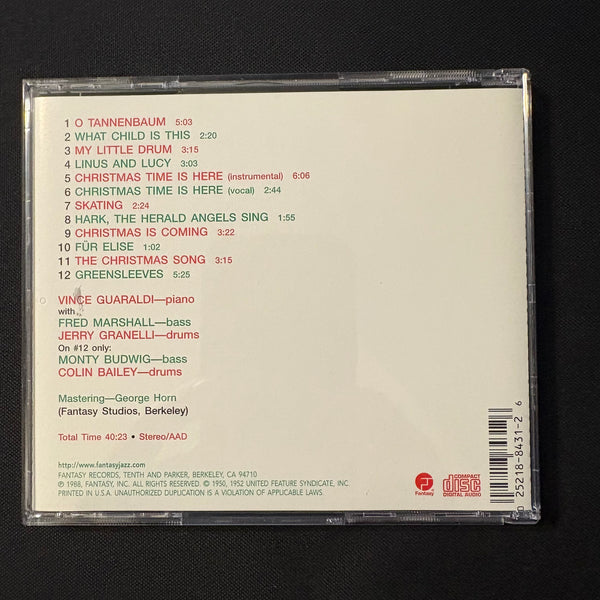 1 O TANNENBAUM 5:03
2 WHAT CHILD IS THIS 2:20
3 MY LITTLE DRUM 3:15
4 LINUS AND LUCY 3:03
5 CHRISTMAS TIME IS HERE (instrumental) 6:06
6 CHRISTMAS TIME IS HERE (vocal) 2:44
7 SKATING 2:24
8 HARK, THE HERALD ANGELS SING 1:55
9 CHRISTMAS IS COMING 3:22
10 FÜR ELISE 1:02
11 THE CHRISTMAS SONG 3:15
12 GREENSLEEVES 5:25
VINCE GUARALDI—piano
with
FRED MARSHALL—bass
JERRY GRANELLI—drums
On #12 only:
MONTY BUDWIG—bass
COLIN BAILEY—drums
Mastering—George Horn
(Fantasy Studios, Berkeley)
Total Time 40:23 • Stereo/AAD
http://www.fantasyjazz.com
FANTASY RECORDS, TENTH AND PARKER, BERKELEY, CA 94710
℗ 1988, FANTASY, INC. ALL RIGHTS RESERVED. © 1950, 1952 UNITED FEATURE SYNDICATE, INC.
PRINTED IN U.S.A. UNAUTHORIZED DUPLICATION IS A VIOLATION OF APPLICABLE LAWS.
Fantasy
COMPACT
disc
DIGITAL AUDIO
0 25218-8431-2 6